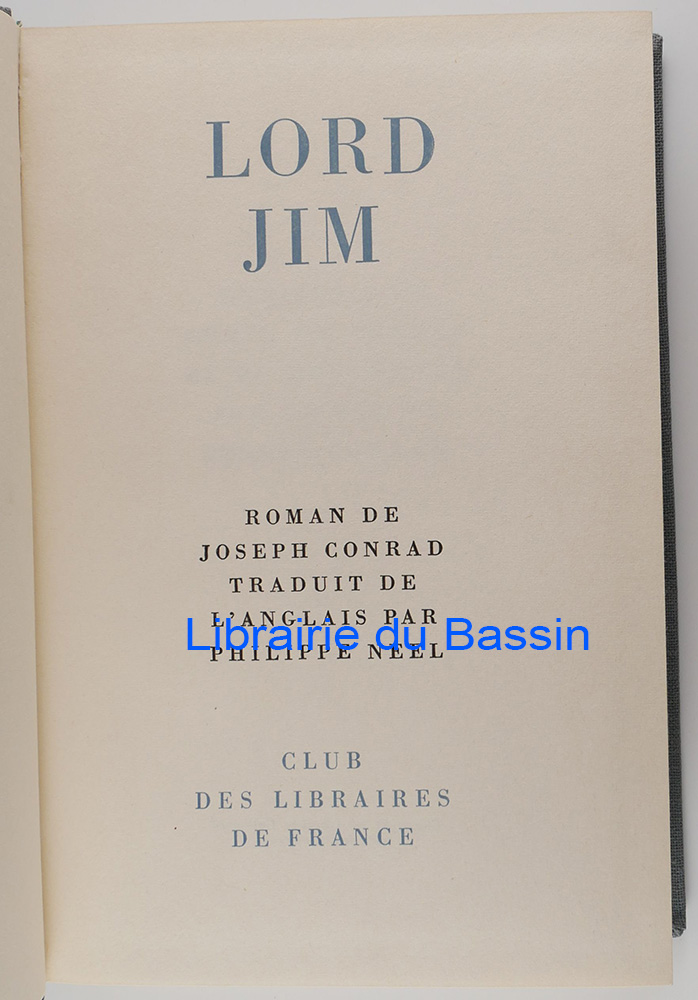 LORD
JIM
ROMAN DE
JOSEPH CONRAD
TRADUIT DE
L'ANGLAIS PAR
Librairie du Bassin
PHILIPPE NEEL
CLUB
DES LIBRAIRES
DE FRANCE